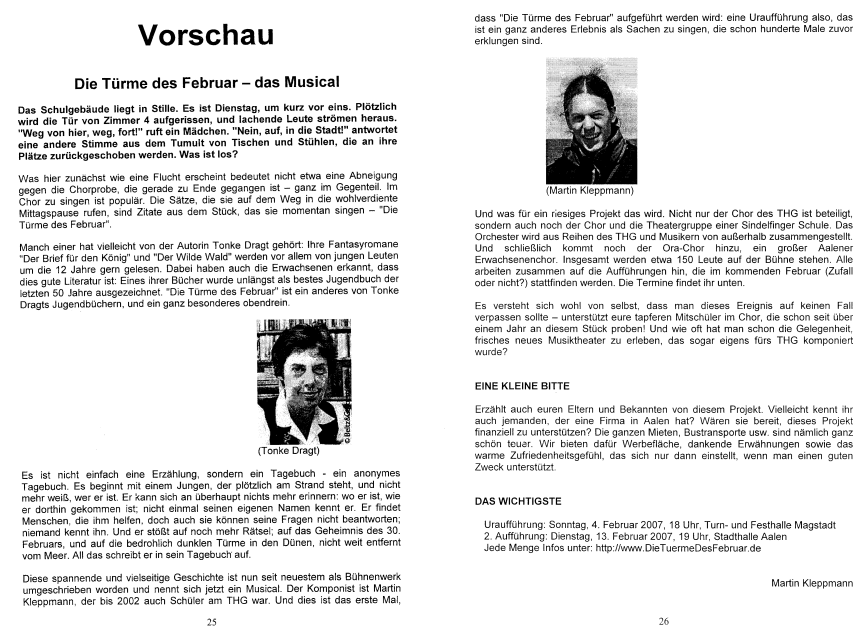 Vorschau
Die Türme des Februar – das Musical
Das Schulgebäude liegt in Stille. Es ist Dienstag, um kurz vor eins. Plötzlich
wird die Tür von Zimmer 4 aufgerissen, und lachende Leute strömen heraus.
"Weg von hier, weg, fort!" ruft ein Mädchen. "Nein, auf, in die Stadt!" antwortet
eine andere Stimme aus dem Tumult von Tischen und Stühlen, die an ihre
Plätze zurückgeschoben werden. Was ist los?
Was hier zunächst wie eine Flucht erscheint bedeutet nicht etwa eine Abneigung
gegen die Chorprobe, die gerade zu Ende gegangen ist – ganz im Gegenteil. Im
Chor zu singen ist populär. Die Sätze, die sie auf dem Weg in die wohlverdiente
Mittagspause rufen, sind Zitate aus dem Stück, das sie momentan singen – "Die
Türme des Februar".
Manch einer hat vielleicht von der Autorin Tonke Dragt gehört: Ihre Fantasyromane
"Der Brief für den König" und "Der Wilde Wald" werden vor allem von jungen Leuten
um die 12 Jahre gern gelesen. Dabei haben auch die Erwachsenen erkannt, dass
dies gute Literatur ist: Eines ihrer Bücher wurde unlängst als bestes Jugendbuch der
letzten 50 Jahre ausgezeichnet. "Die Türme des Februar" ist ein anderes von Tonke
Dragts Jugendbüchern, und ein ganz besonderes obendrein.
(Tonke Dragt)
Es ist nicht einfach eine Erzählung, sondern ein Tagebuch - ein anonymes
Tagebuch. Es beginnt mit einem Jungen, der plötzlich am Strand steht, und nicht
mehr weiß, wer er ist. Er kann sich an überhaupt nichts mehr erinnern: wo er ist, wie
er dorthin gekommen ist; nicht einmal seinen eigenen Namen kennt er. Er findet
Menschen, die ihm helfen, doch auch sie können seine Fragen nicht beantworten;
niemand kennt ihn. Und er stößt auf noch mehr Rätsel; auf das Geheimnis des 30.
Februars, und auf die bedrohlich dunklen Türme in den Dünen, nicht weit entfernt
vom Meer. All das schreibt er in sein Tagebuch auf.
Diese spannende und vielseitige Geschichte ist nun seit neuestem als Bühnenwerk
umgeschrieben worden und nennt sich jetzt ein Musical. Der Komponist ist Martin
Kleppmann, der bis 2002 auch Schüler am THG war. Und dies ist das erste Mal,
25
dass "Die Türme des Februar" aufgeführt werden wird: eine Uraufführung also, das
ist ein ganz anderes Erlebnis als Sachen zu singen, die schon hunderte Male zuvor
erklungen sind.
(Martin Kleppmann)
Und was für ein riesiges Projekt das wird. Nicht nur der Chor des THG ist beteiligt,
sondern auch noch der Chor und die Theatergruppe einer Sindelfinger Schule. Das
Orchester wird aus Reihen des THG und Musikern von außerhalb zusammengestellt.
Und schließlich kommt noch der Ora-Chor hinzu, ein großer Aalener
Erwachsenenchor. Insgesamt werden etwa 150 Leute auf der Bühne stehen. Alle
arbeiten zusammen auf die Aufführungen hin, die im kommenden Februar (Zufall
oder nicht?) stattfinden werden. Die Termine findet ihr unten.
Es versteht sich wohl von selbst, dass man dieses Ereignis auf keinen Fall
verpassen sollte – unterstützt eure tapferen Mitschüler im Chor, die schon seit über
einem Jahr an diesem Stück proben! Und wie oft hat man schon die Gelegenheit,
frisches neues Musiktheater zu erleben, das sogar eigens fürs THG komponiert
wurde?
EINE KLEINE BITTE
Erzählt auch euren Eltern und Bekannten von diesem Projekt. Vielleicht kennt ihr
auch jemanden, der eine Firma in Aalen hat? Wären sie bereit, dieses Projekt
finanziell zu unterstützen? Die ganzen Mieten, Bustransporte usw. sind nämlich ganz
schön teuer. Wir bieten dafür Werbefläche, dankende Erwähnungen sowie das
warme Zufriedenheitsgefühl, das sich nur dann einstellt, wenn man einen guten
Zweck unterstützt.
DAS WICHTIGSTE
Uraufführung: Sonntag, 4. Februar 2007, 18 Uhr, Turn- und Festhalle Magstadt
2. Aufführung: Dienstag, 13. Februar 2007, 19 Uhr, Stadthalle Aalen
Jede Menge Infos unter: http://www.DieTuermeDesFebruar.de
Martin Kleppmann
26